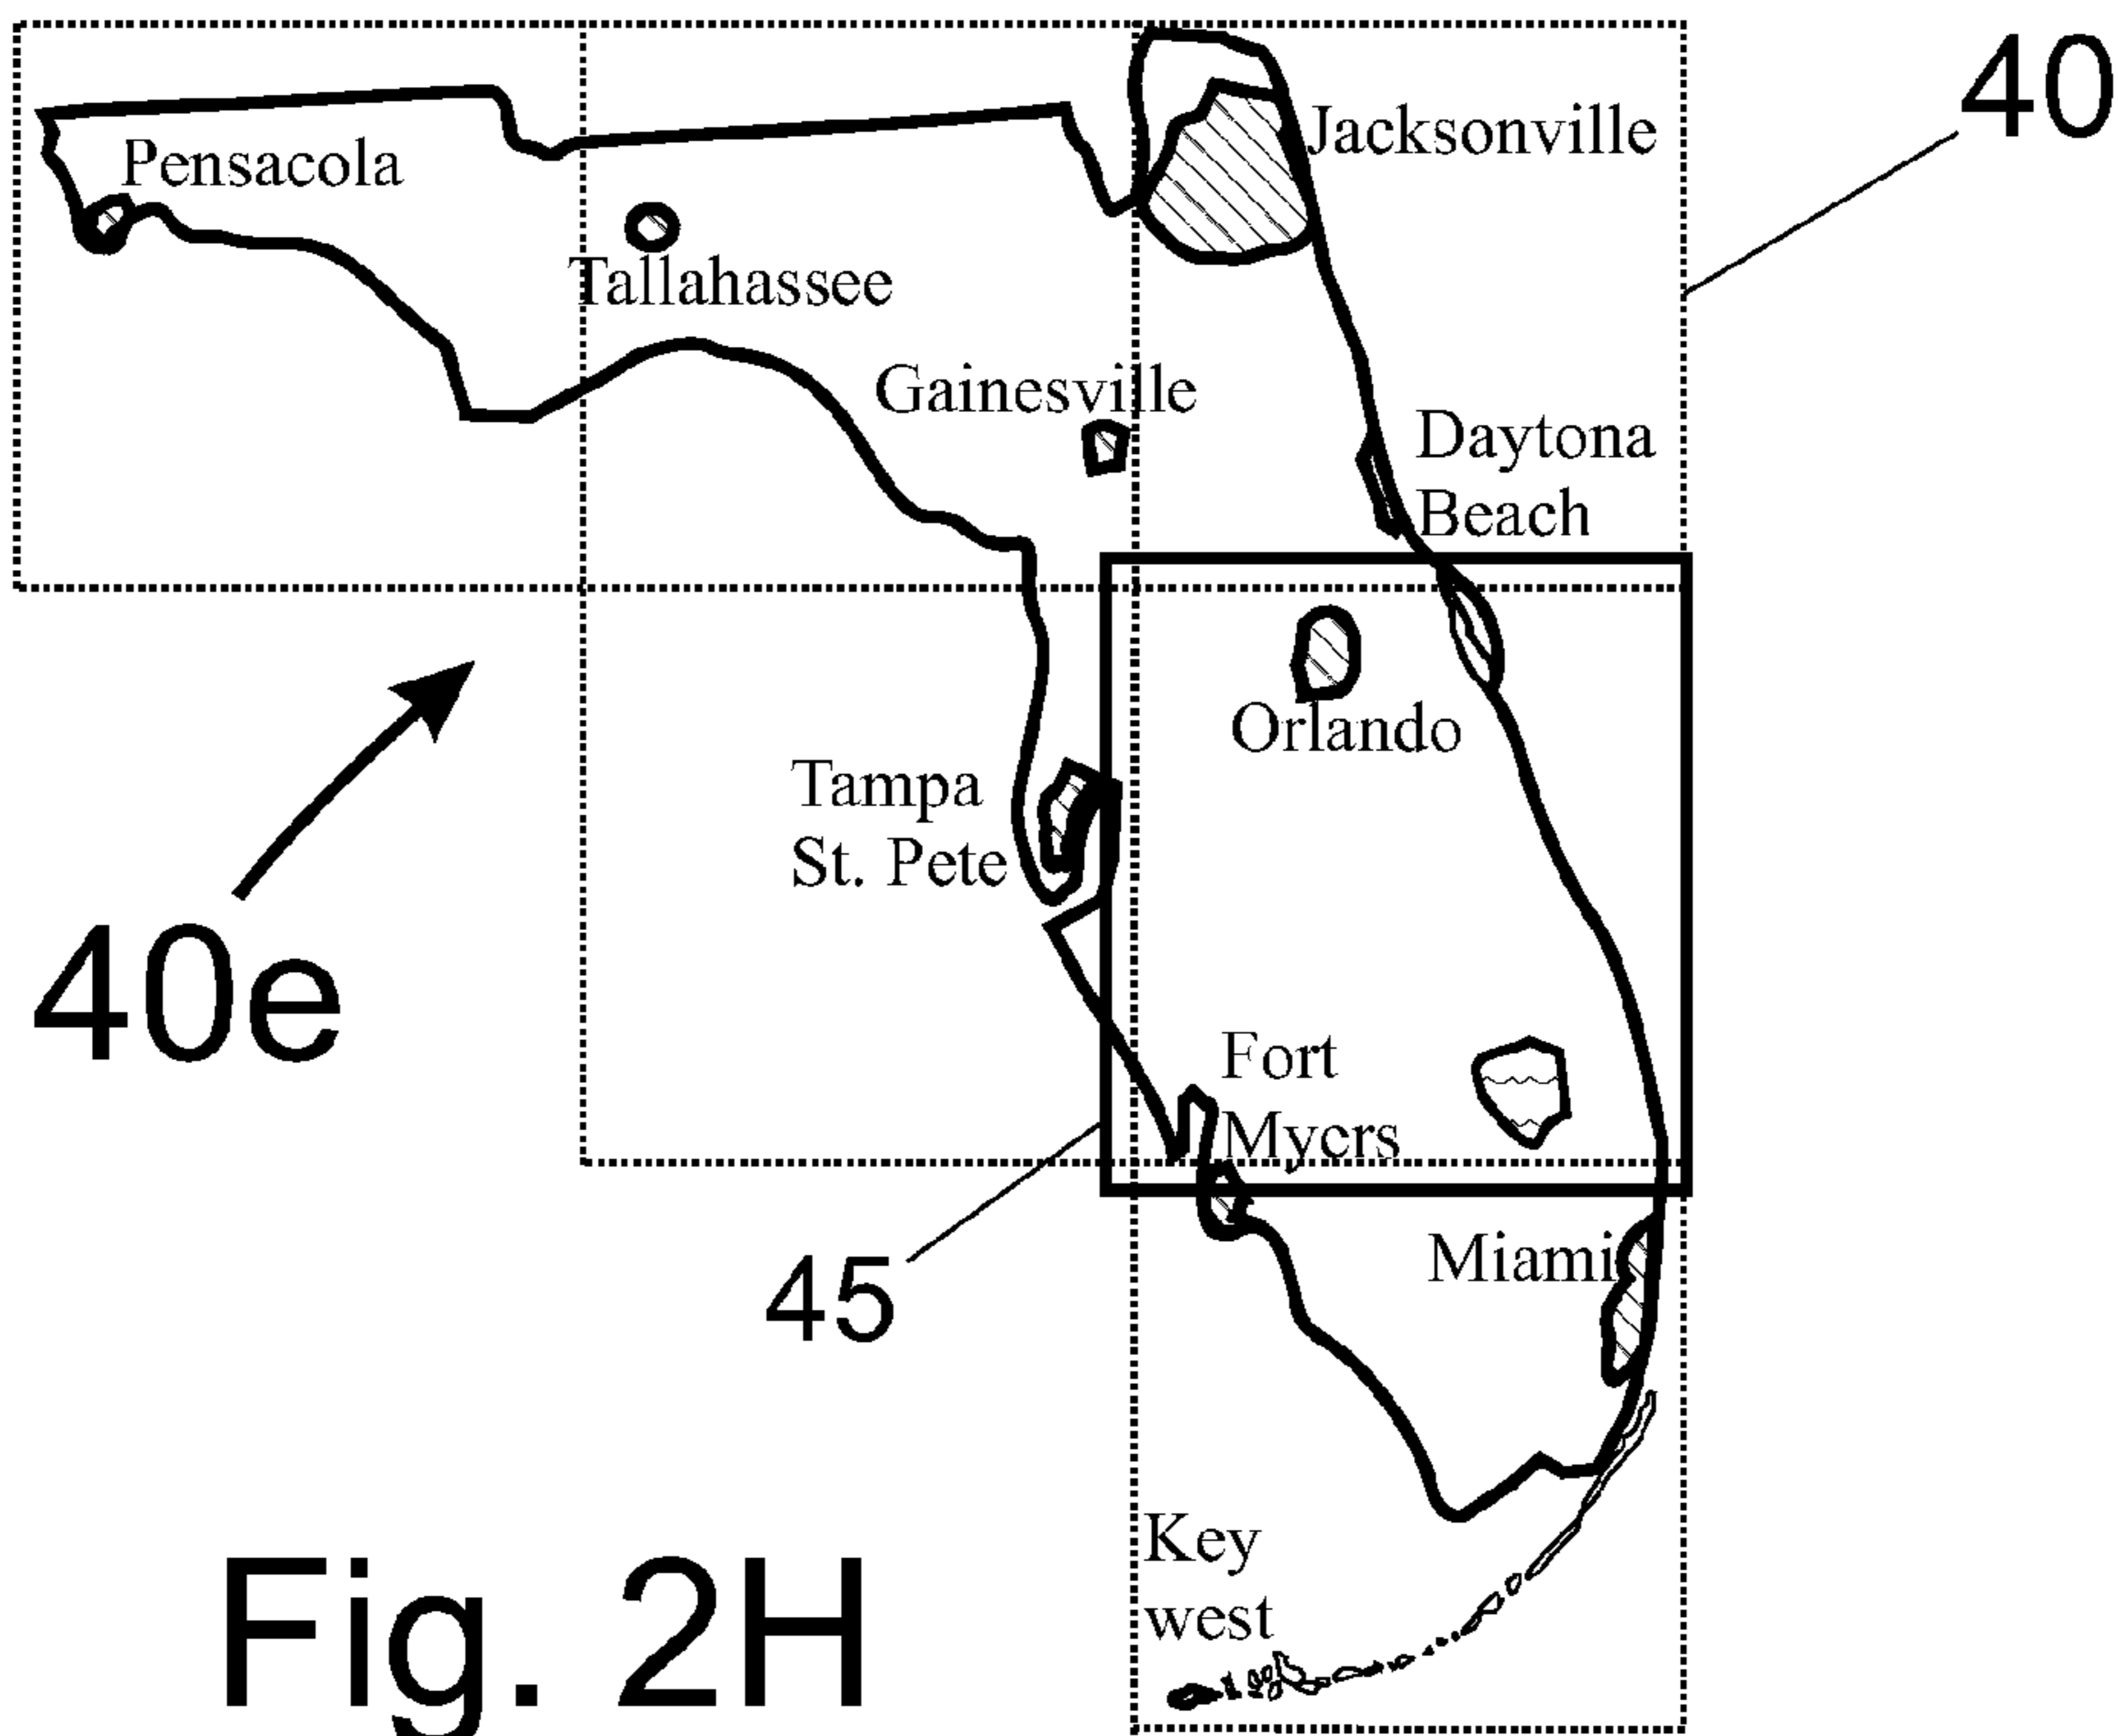 40
Jacksonville
Pensacola
Tallahassee
Gainesville
Daytona
Beach
Orlando
Tampa
St. Pete
40e
Fort
Mycrs
45
Miami
Key
west
Fig. 2H